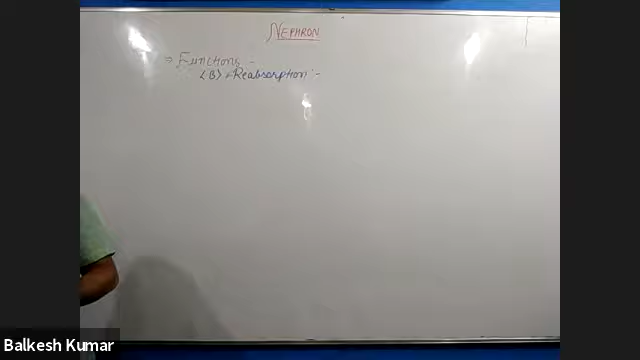 NEPHRON
⇒ Functions -
(B) → Reabsorption :-
Balkesh Kumar